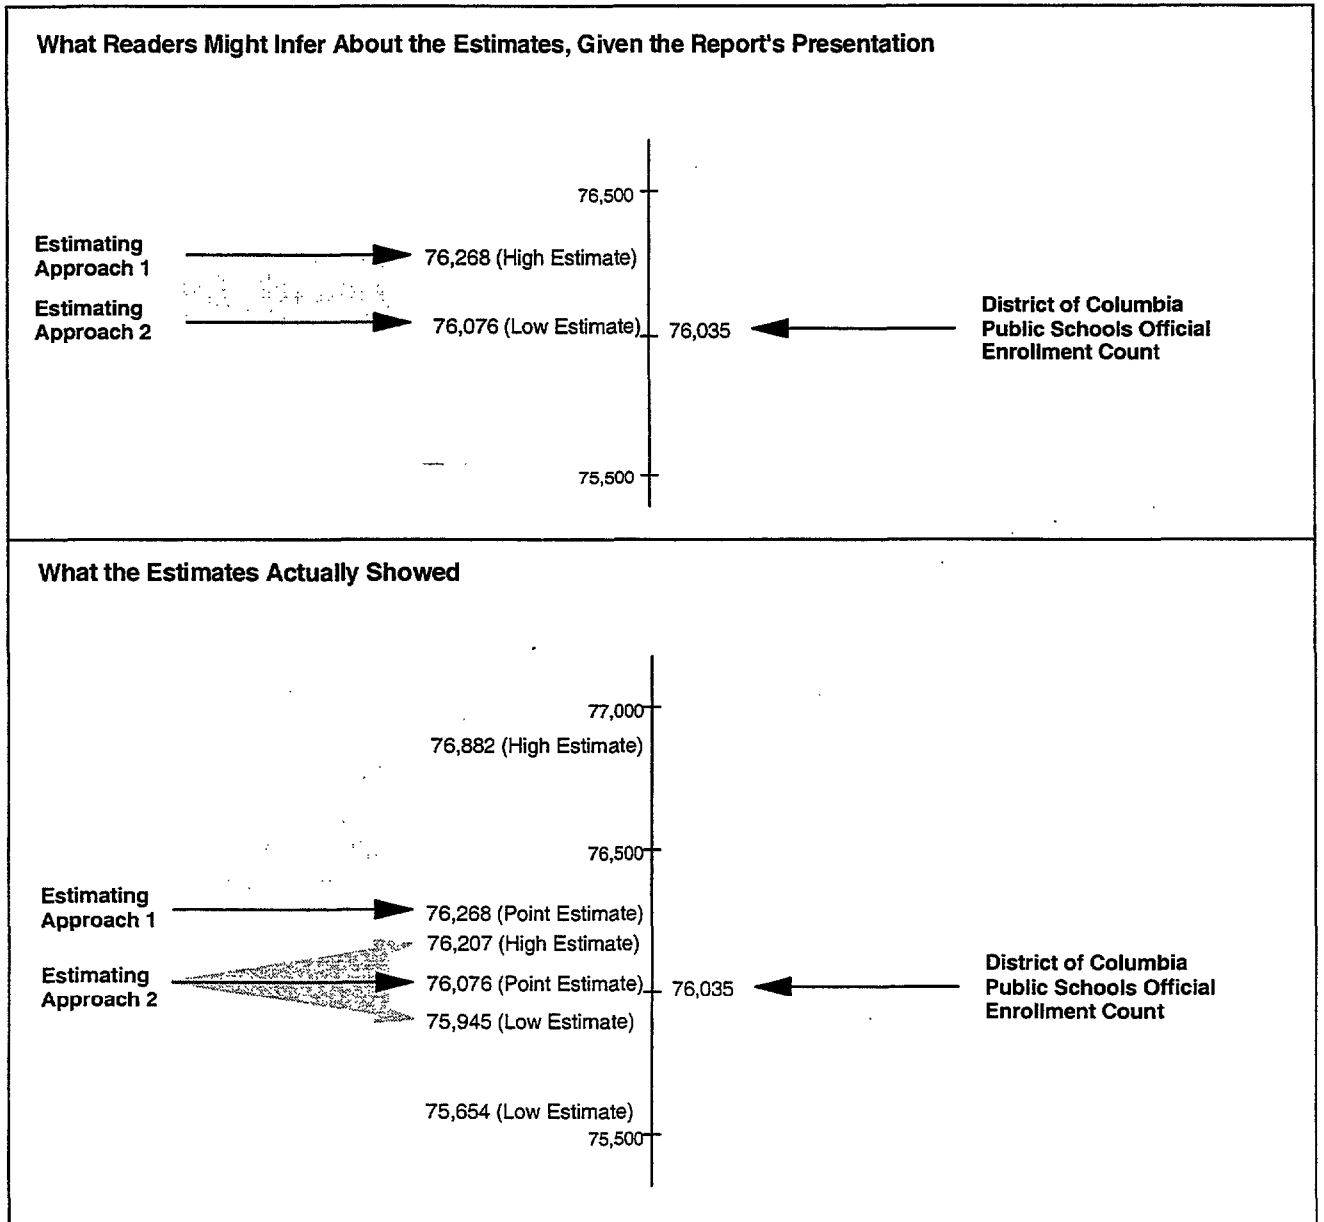 What Readers Might Infer About the Estimates, Given the Report's Presentation
76,500
Estimating
Approach 1
76,268 (High Estimate)
Estimating
Approach 2
76,076 (Low Estimate)
76,035
District of Columbia
Public Schools Official
Enrollment Count
75,500
What the Estimates Actually Showed
77,000
76,882 (High Estimate)
76,500
Estimating
Approach 1
76,268 (Point Estimate)
76,207 (High Estimate)
Estimating
Approach 2
76,076 (Point Estimate)
75,945 (Low Estimate)
76,035
District of Columbia
Public Schools Official
Enrollment Count
75,654 (Low Estimate)
75,500